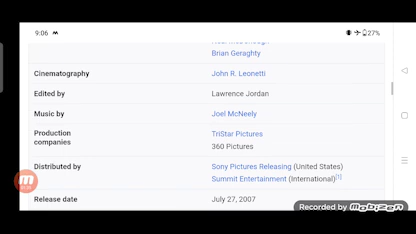 9:06
27%
Brian Geraghty
Cinematography John R. Leonetti
Edited by Lawrence Jordan
Music by Joel McNeely
Production companies TriStar Pictures
360 Pictures
Distributed by Sony Pictures Releasing (United States)
Summit Entertainment (International)[1]
Release date July 27, 2007
Recorded by Mobizen